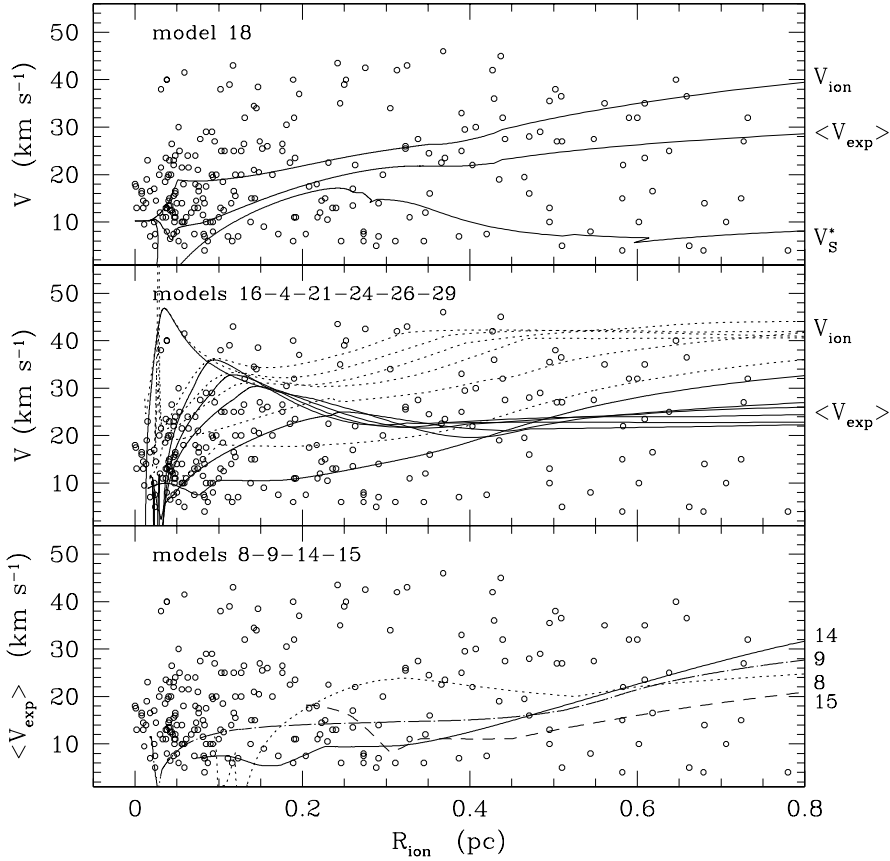 model 18
50
40
30
20
10
V (km s⁻¹)
V_ion
<V_exp>
V_S^*
models 16−4−21−24−26−29
50
40
30
20
10
V (km s⁻¹)
V_ion
<V_exp>
models 8−9−14−15
50
40
30
20
10
<V_exp> (km s⁻¹)
14
9
8
15
0
0.2
0.4
0.6
0.8
R_ion (pc)